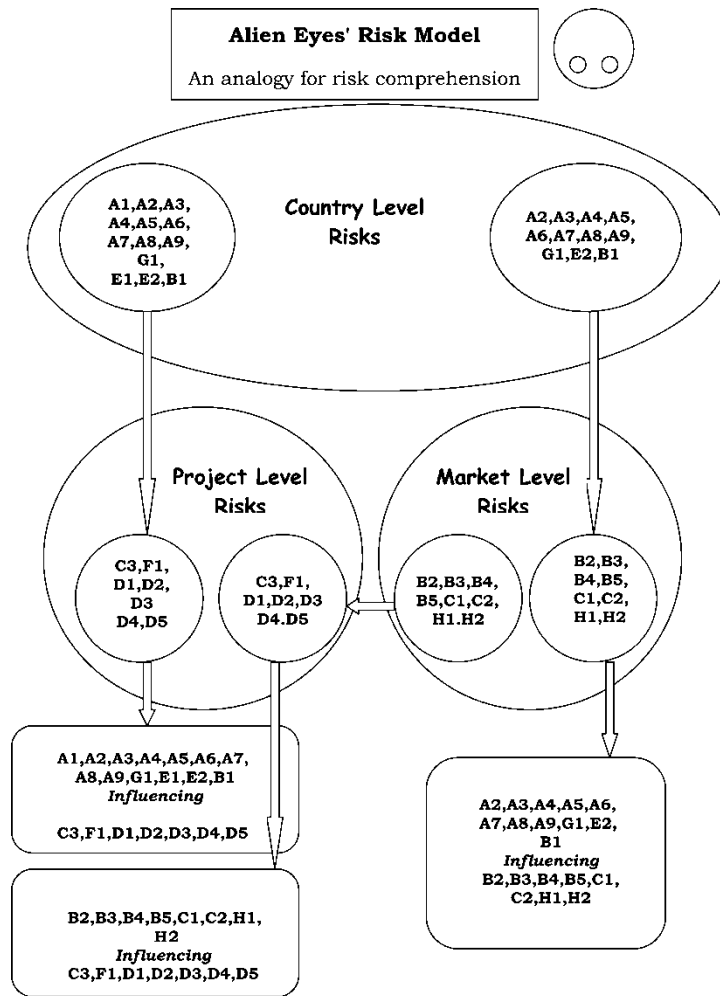 Alien Eyes' Risk Model
An analogy for risk comprehension
A1,A2,A3,
A4,A5,A6,
A7,A8,A9,
G1,
E1,E2,B1
Country Level
Risks
A2,A3,A4,A5,
A6,A7,A8,A9,
G1,E2,B1
Project Level
Risks
Market Level
Risks
C3,F1,
D1,D2,
D3
D4,D5
C3,F1,
D1,D2,D3
D4.D5
B2,B3,B4,
B5,C1,C2,
H1.H2
B2,B3,
B4,B5,
C1,C2,
H1,H2
A1,A2,A3,A4,A5,A6,A7,
A8,A9,G1,E1,E2,B1
Influencing
C3,F1,D1,D2,D3,D4,D5
B2,B3,B4,B5,C1,C2,H1,
H2
Influencing
C3,F1,D1,D2,D3,D4,D5
A2,A3,A4,A5,A6,
A7,A8,A9,G1,E2,
B1
Influencing
B2,B3,B4,B5,C1,
C2,H1,H2